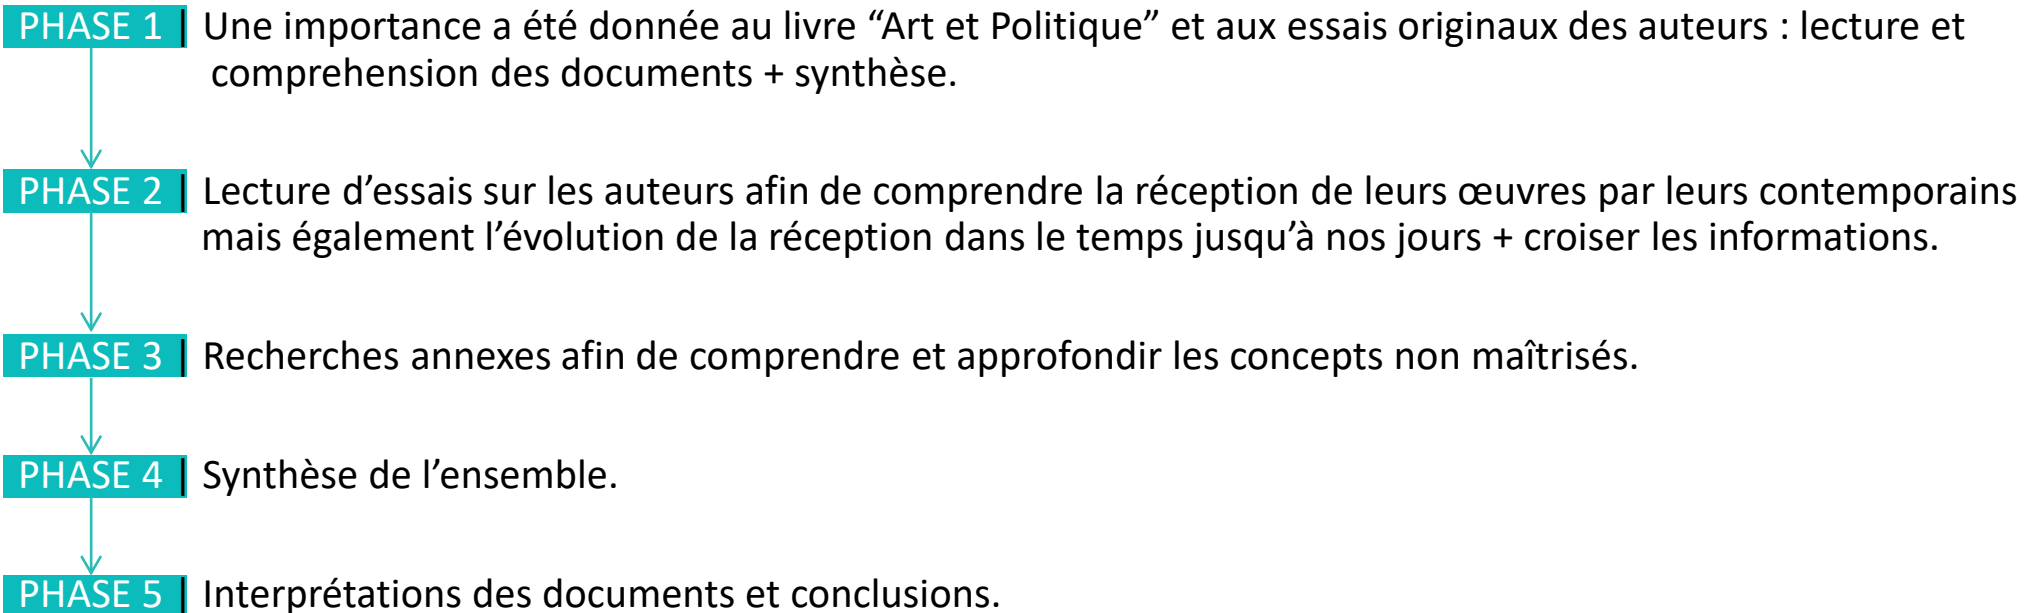 PHASE 1 | Une importance a été donnée au livre “Art et Politique” et aux essais originaux des auteurs : lecture et
comprehension des documents + synthèse.
PHASE 2 | Lecture d’essais sur les auteurs afin de comprendre la réception de leurs œuvres par leurs contemporains
mais également l’évolution de la réception dans le temps jusqu’à nos jours + croiser les informations.
PHASE 3 | Recherches annexes afin de comprendre et approfondir les concepts non maîtrisés.
PHASE 4 | Synthèse de l’ensemble.
PHASE 5 | Interprétations des documents et conclusions.